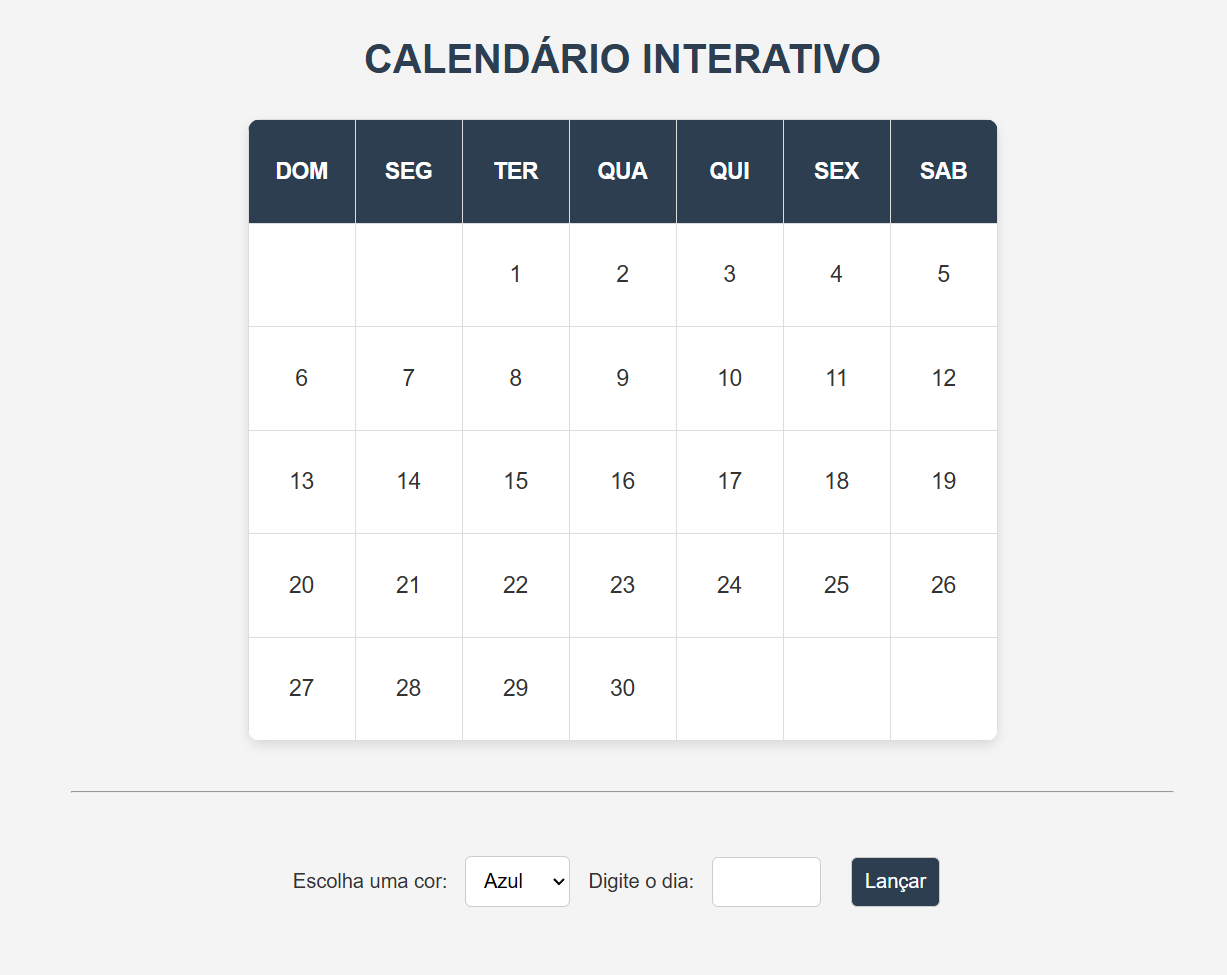 CALENDÁRIO INTERATIVO
DOM SEG TER QUA QUI SEX SAB
1 2 3 4 5
6 7 8 9 10 11 12
13 14 15 16 17 18 19
20 21 22 23 24 25 26
27 28 29 30
Escolha uma cor: Azul Digite o dia: Lançar